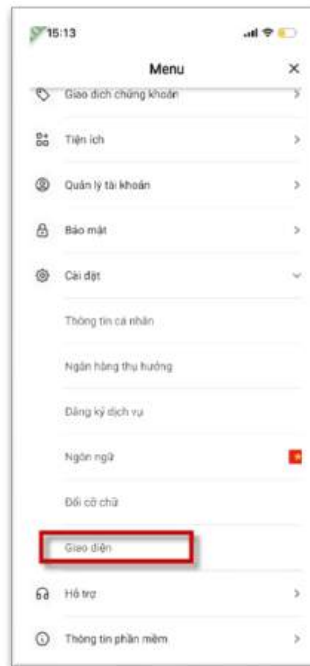 15:13
Menu
Giao dịch chứng khoán
Tiện ích
Quản lý tài khoản
Bảo mật
Cài đặt
Thông tin cá nhân
Ngân hàng thụ hưởng
Đăng ký dịch vụ
Ngôn ngữ
Đổi cỡ chữ
Giao diện
Hỗ trợ
Thông tin phần mềm